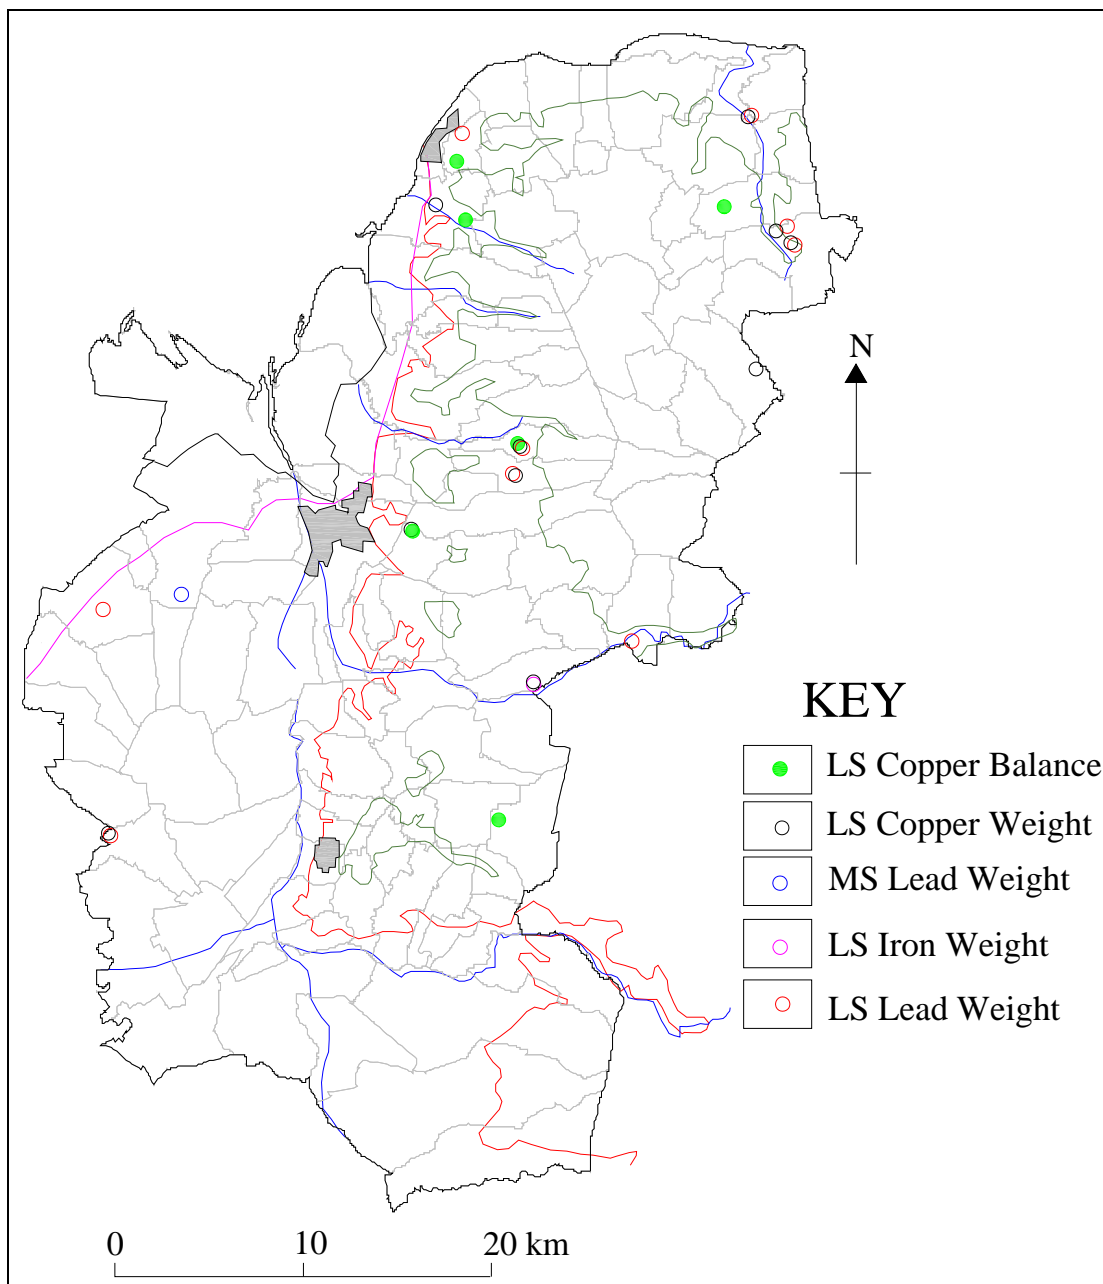 N
KEY
LS Copper Balance
LS Copper Weight
MS Lead Weight
LS Iron Weight
LS Lead Weight
0 10 20 km